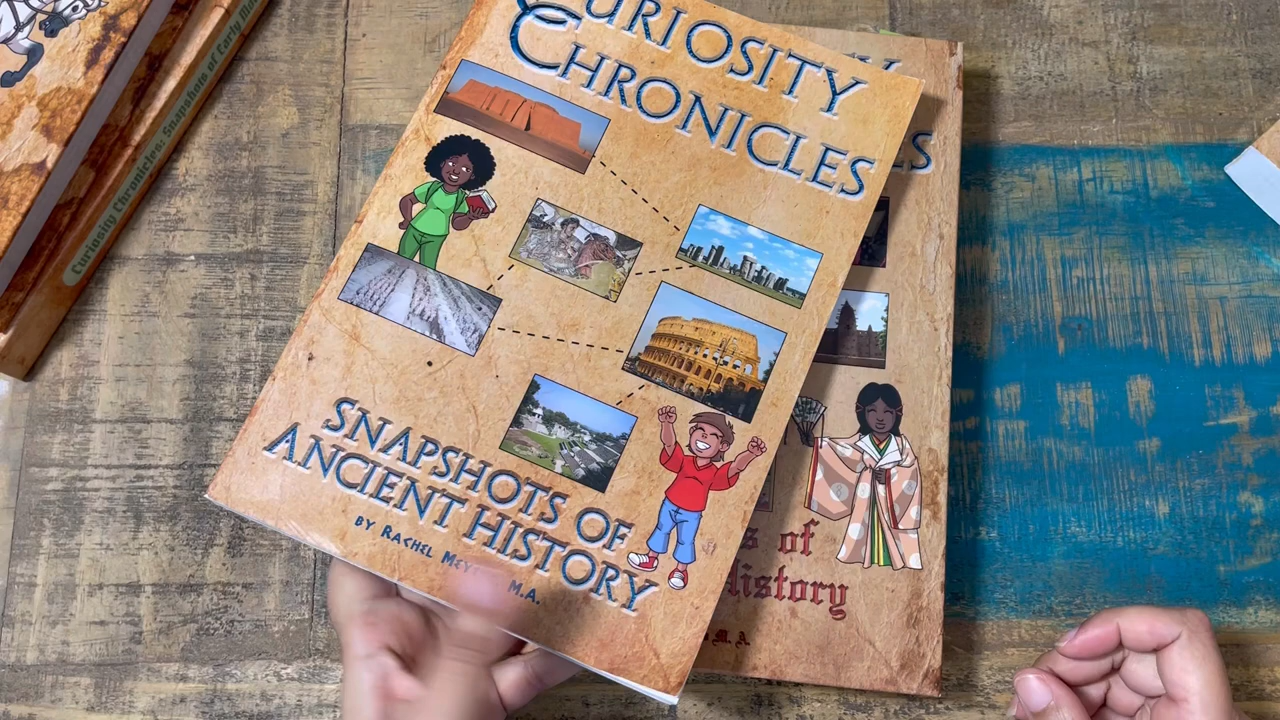 CURIOSITY
CHRONICLES
SNAPSHOTS OF
ANCIENT HISTORY
BY RACHEL M.A.
of
History
M.A.
Curiosity Chronicles: Snapshots of Early